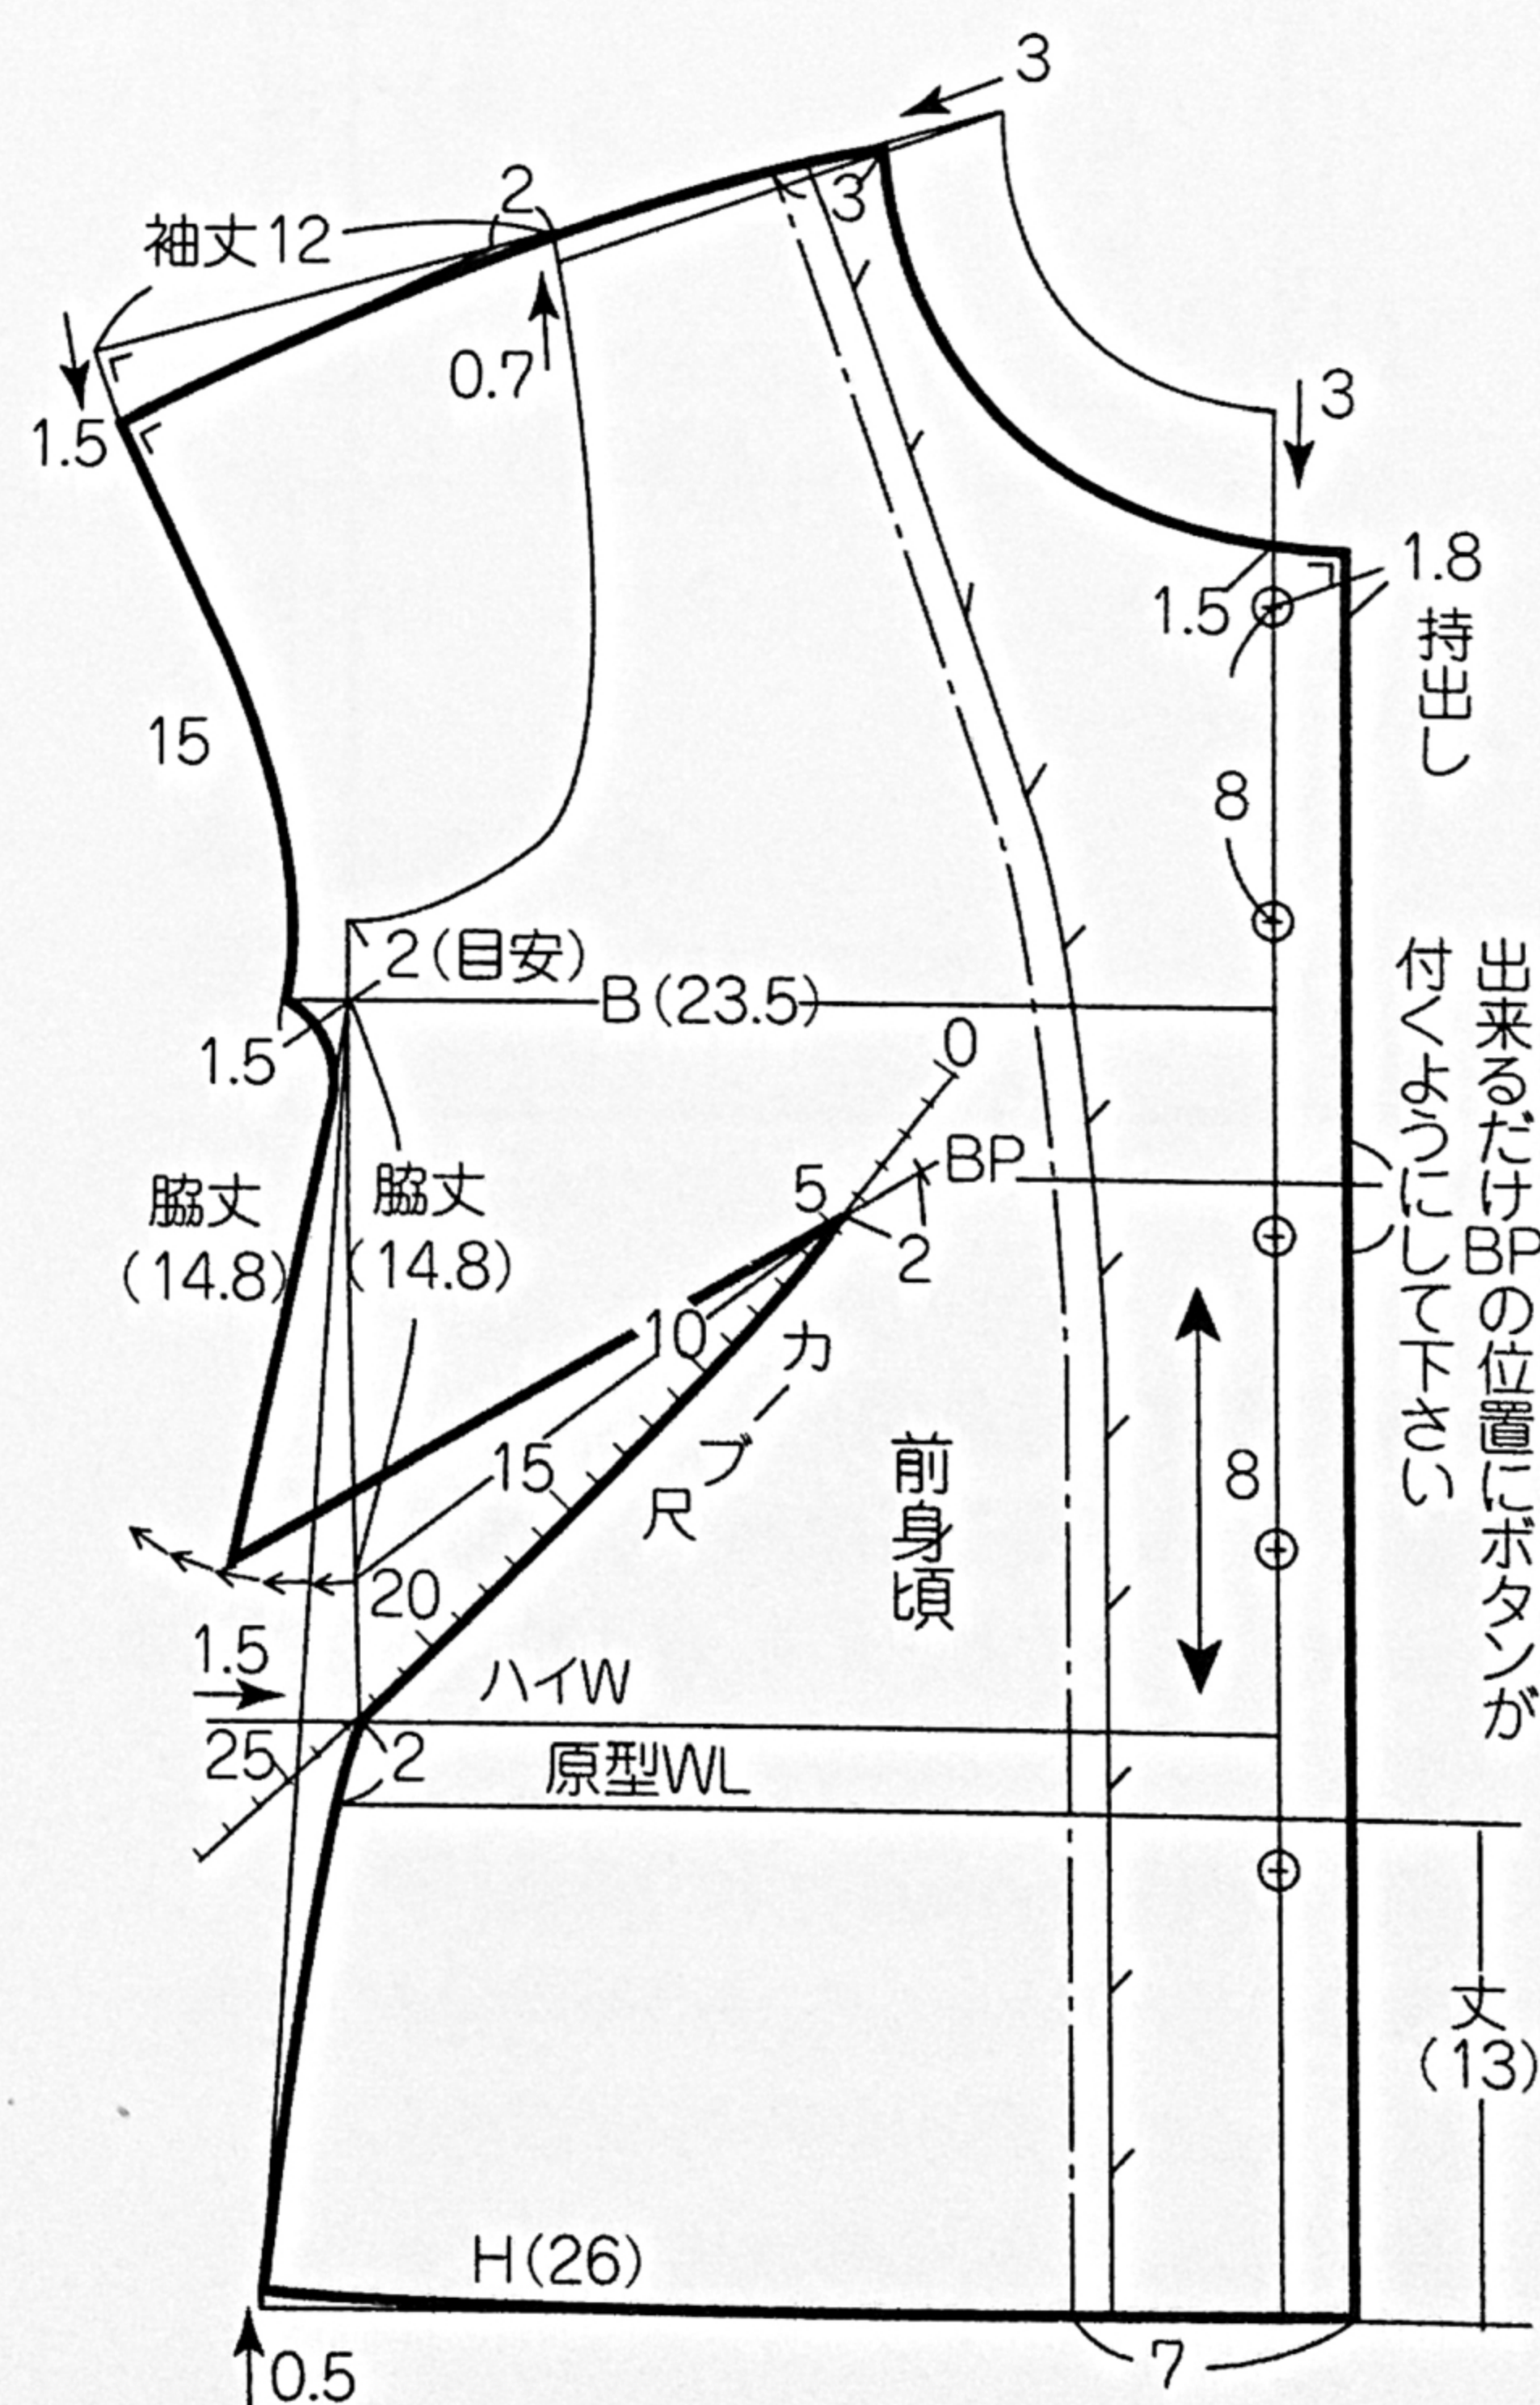 3
2
袖丈12
3
0.7
1.5
3
1.8
持出し
1.5
15
8
2(目安)
B(23.5)
1.5
0
BP
5
2
脇丈
(14.8)
脇丈
(14.8)
10
カーブ尺
15
前身頃
8
出来るだけBPの位置にボタンが
付くようにして下さい
20
1.5
ハイW
25
2
原型WL
丈
(13)
H(26)
7
0.5